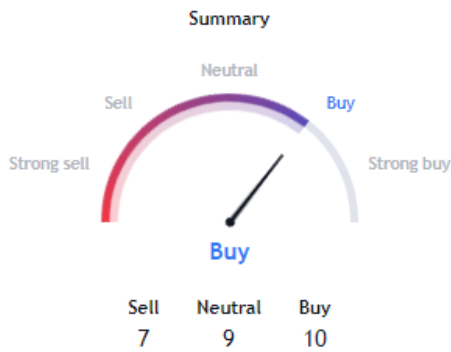 Summary
Neutral
Sell
Buy
Strong sell
Strong buy
Buy
Sell Neutral Buy
7 9 10